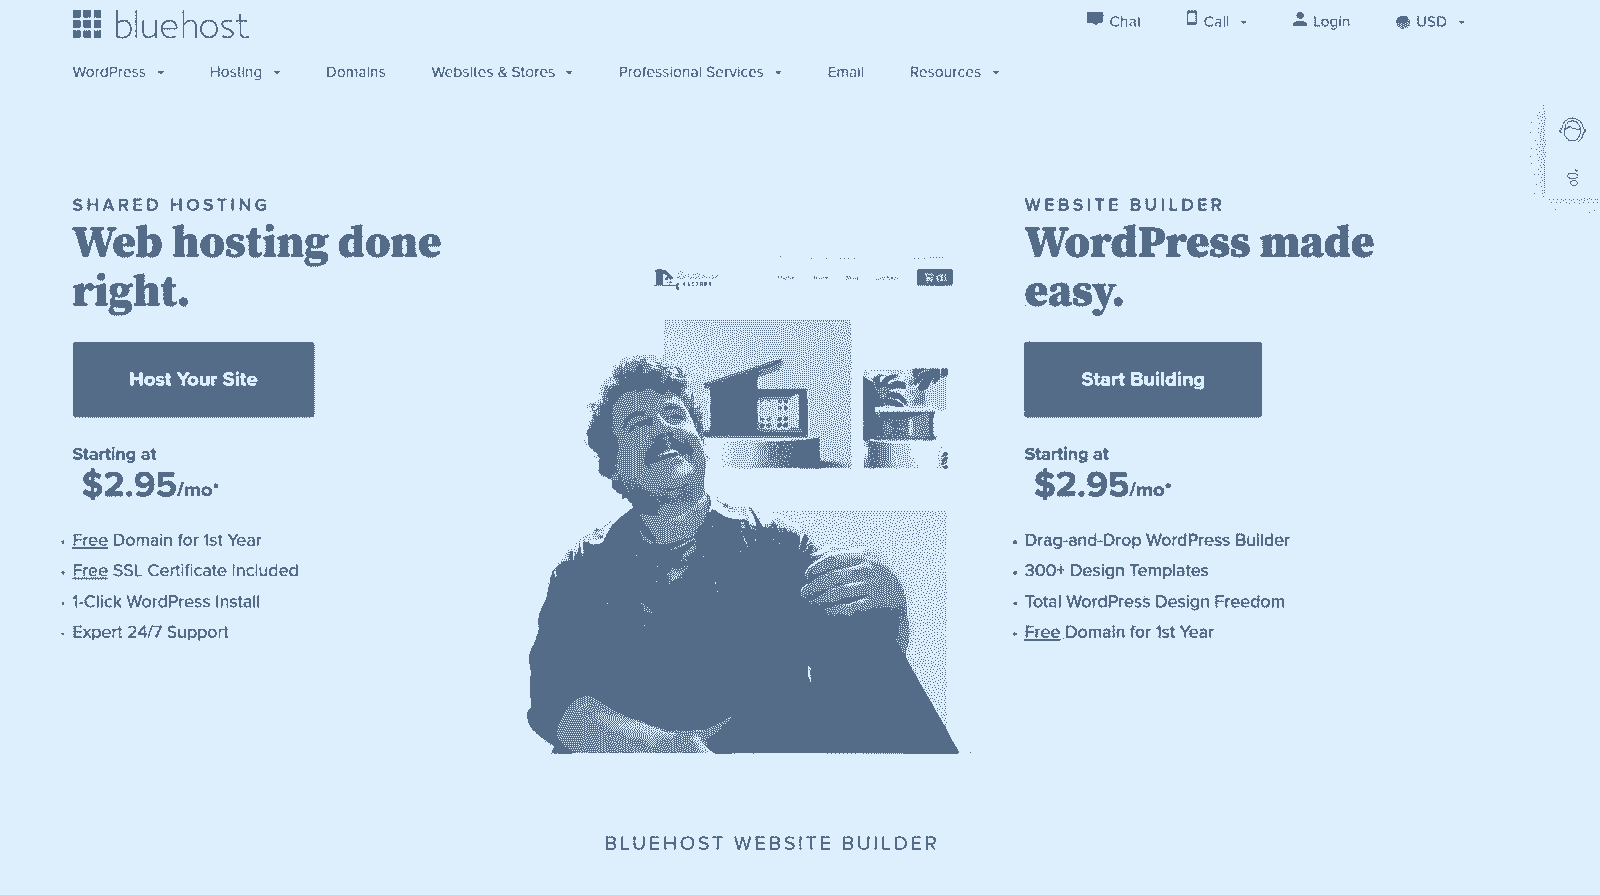 bluehost
Chat
Call
Login
USD
WordPress
Hosting
Domains
Websites & Stores
Professional Services
Email
Resources
SHARED HOSTING
Web hosting done
right.
Host Your Site
Starting at
$2.95/mo*
Free Domain for 1st Year
Free SSL Certificate Included
1-Click WordPress Install
Expert 24/7 Support
WEBSITE BUILDER
WordPress made
easy.
Start Building
Starting at
$2.95/mo*
Drag-and-Drop WordPress Builder
300+ Design Templates
Total WordPress Design Freedom
Free Domain for 1st Year
BLUEHOST WEBSITE BUILDER